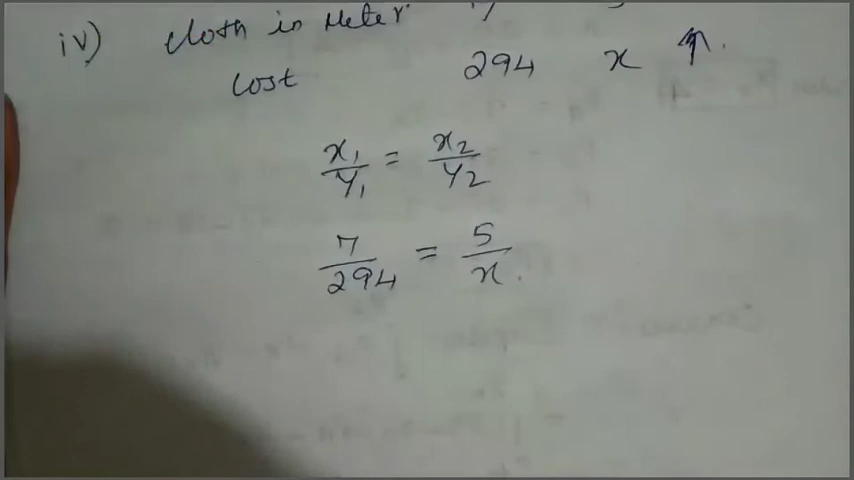 iv) Cloth in Meter
Cost 294 x ↑.
x₁/y₁ = x₂/y₂
7/294 = 5/x.